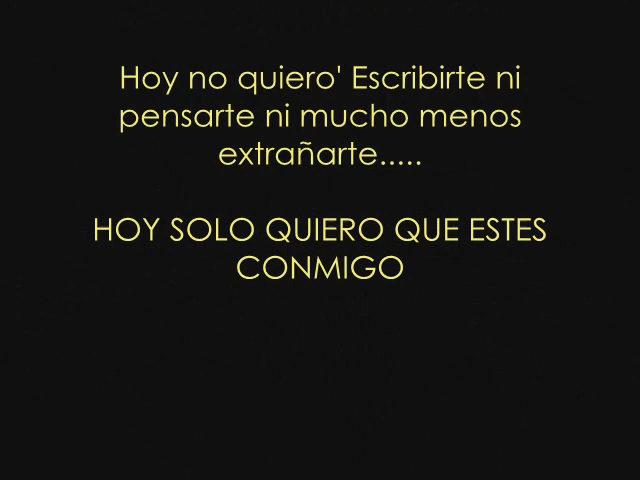 Hoy no quiero' Escribirte ni
pensarte ni mucho menos
extrañarte.....
HOY SOLO QUIERO QUE ESTES
CONMIGO